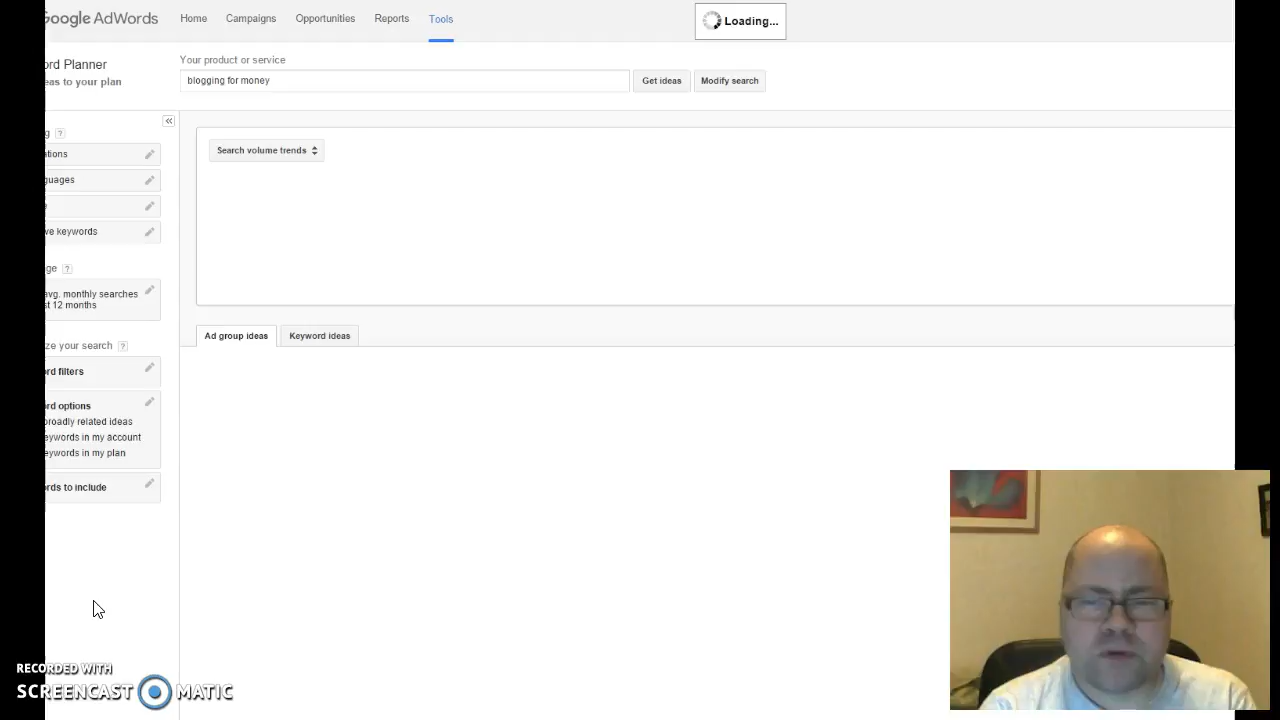 Google AdWords
Home
Campaigns
Opportunities
Reports
Tools
Loading...
ord Planner
eas to your plan
Your product or service
blogging for money
Get ideas
Modify search
«
g ?
ations
guages
ve keywords
ge ?
avg. monthly searches
st 12 months
ze your search ?
rd filters
rd options
broadly related ideas
eywords in my account
eywords in my plan
rds to include
Search volume trends
Ad group ideas
Keyword ideas
RECORDED WITH
SCREENCAST MATIC